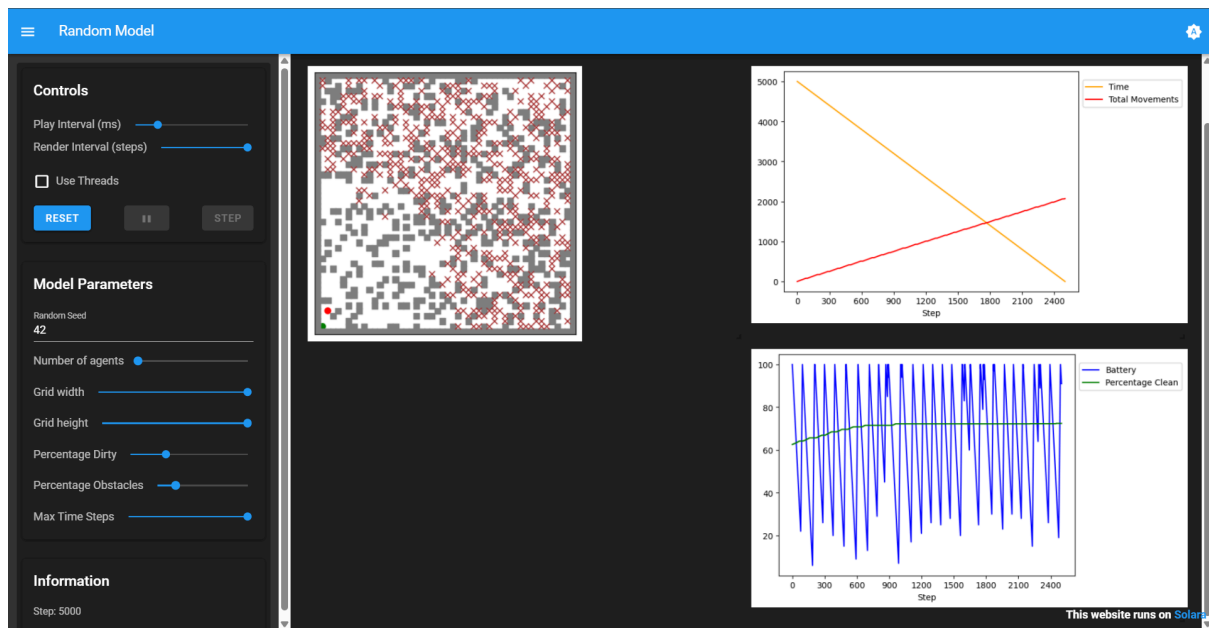 Random Model
A
Controls
Play Interval (ms)
Render Interval (steps)
Use Threads
RESET
STEP
Model Parameters
Random Seed
42
Number of agents
Grid width
Grid height
Percentage Dirty
Percentage Obstacles
Max Time Steps
Information
Step: 5000
5000
4000
3000
2000
1000
0
0 300 600 900 1200 1500 1800 2100 2400
Step
Time
Total Movements
100
80
60
40
20
0 300 600 900 1200 1500 1800 2100 2400
Step
Battery
Percentage Clean
This website runs on Solara